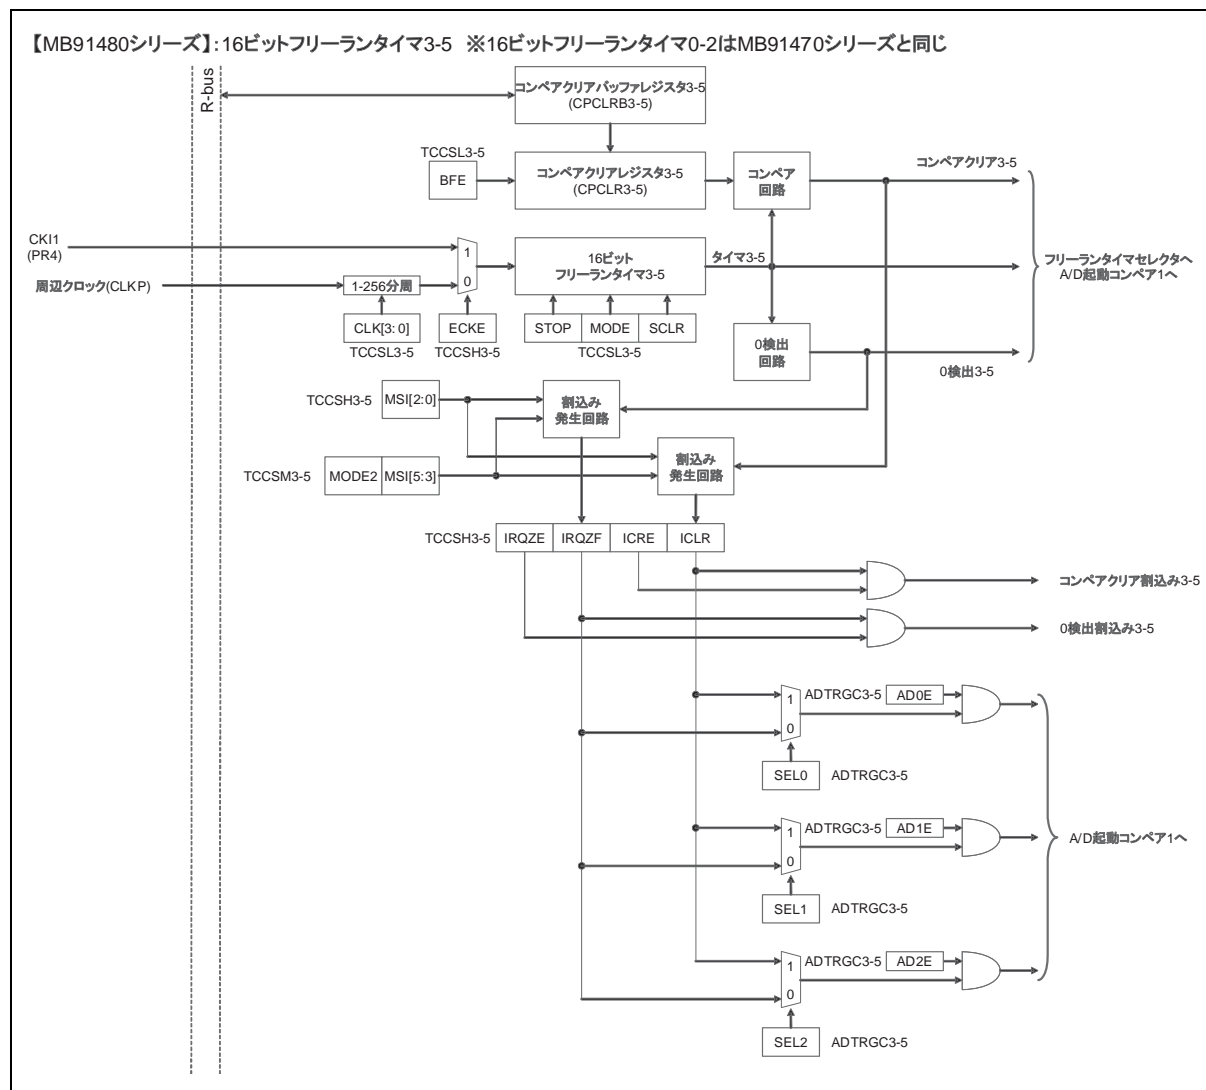 【MB91480シリーズ】:16ビットフリーランタイマ3-5 ※16ビットフリーランタイマ0-2はMB91470シリーズと同じ
R-bus
コンペアクリアバッファレジスタ3-5
(CPCLRB3-5)
TCCSL3-5
BFE
コンペアクリアレジスタ3-5
(CPCLR3-5)
コンペア
回路
コンペアクリア3-5
CKI1
(PR4)
1
0
16ビット
フリーランタイマ3-5
タイマ3-5
フリーランタイマセレクタへ
A/D起動コンペア1へ
周辺クロック(CLKP)
1-256分周
CLK[3:0]
TCCSL3-5
ECKE
TCCSH3-5
STOP
MODE
SCLR
TCCSL3-5
0検出
回路
0検出3-5
TCCSH3-5
MSI[2:0]
割込み
発生回路
TCCSM3-5
MODE2
MSI[5:3]
割込み
発生回路
TCCSH3-5
IRQZE
IRQZF
ICRE
ICLR
コンペアクリア割込み3-5
0検出割込み3-5
1
0
ADTRGC3-5
AD0E
SEL0
ADTRGC3-5
1
0
ADTRGC3-5
AD1E
A/D起動コンペア1へ
SEL1
ADTRGC3-5
1
0
ADTRGC3-5
AD2E
SEL2
ADTRGC3-5